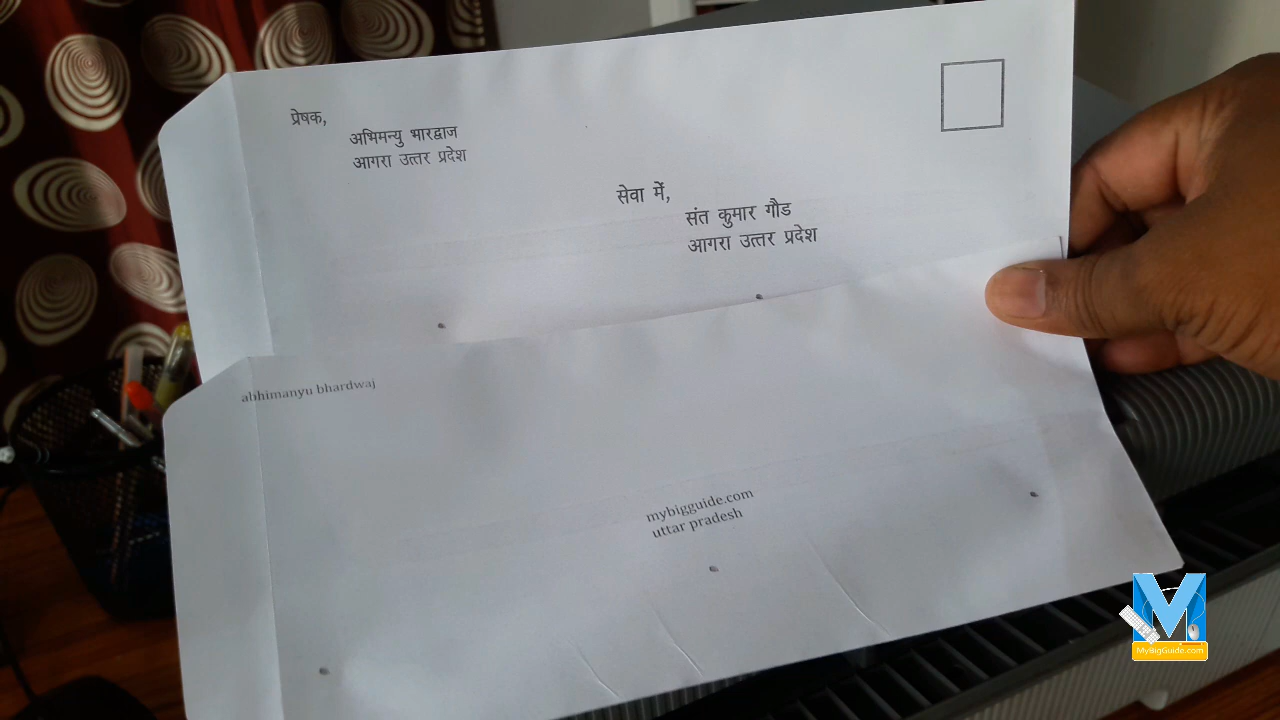 प्रेषक,
अभिमन्यु भारद्वाज
आगरा उत्तर प्रदेश
सेवा में,
संत कुमार गौड
आगरा उत्तर प्रदेश
abhimanyu bhardwaj
mybigguide.com
uttar pradesh
M
MyBigGuide.com